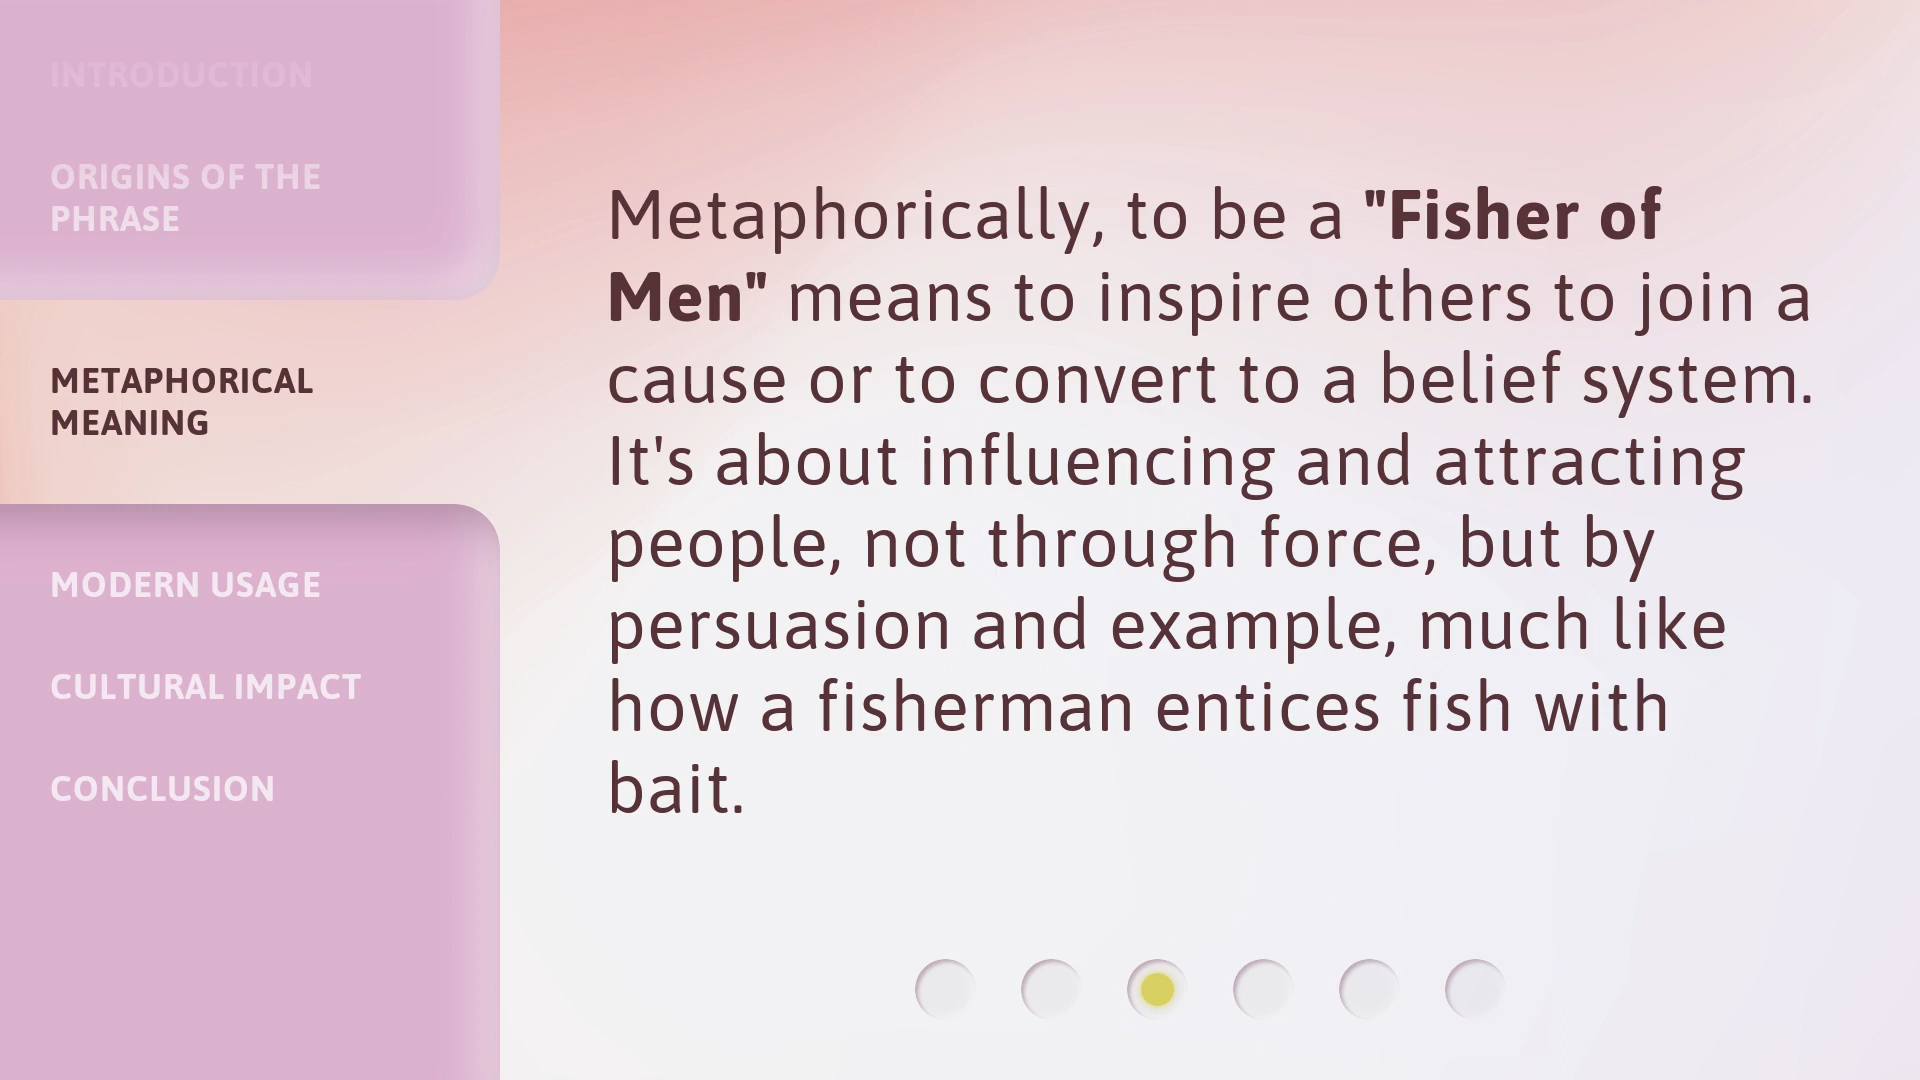 INTRODUCTION
ORIGINS OF THE
PHRASE
METAPHORICAL
MEANING
MODERN USAGE
CULTURAL IMPACT
CONCLUSION
Metaphorically, to be a "Fisher of
Men" means to inspire others to join a
cause or to convert to a belief system.
It's about influencing and attracting
people, not through force, but by
persuasion and example, much like
how a fisherman entices fish with
bait.